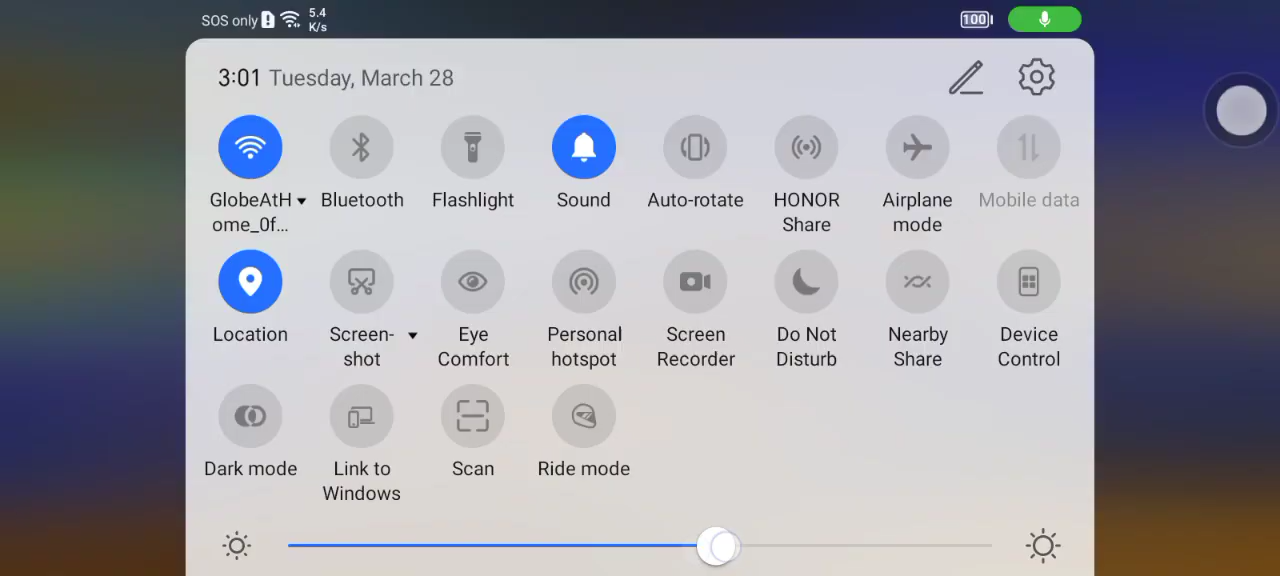 SOS only 5.4
K/s
100
3:01 Tuesday, March 28
GlobeAtH Bluetooth Flashlight Sound Auto-rotate HONOR Airplane Mobile data
ome_0f... Share mode
Location Screen- Eye Personal Screen Do Not Nearby Device
shot Comfort hotspot Recorder Disturb Share Control
Dark mode Link to Scan Ride mode
Windows